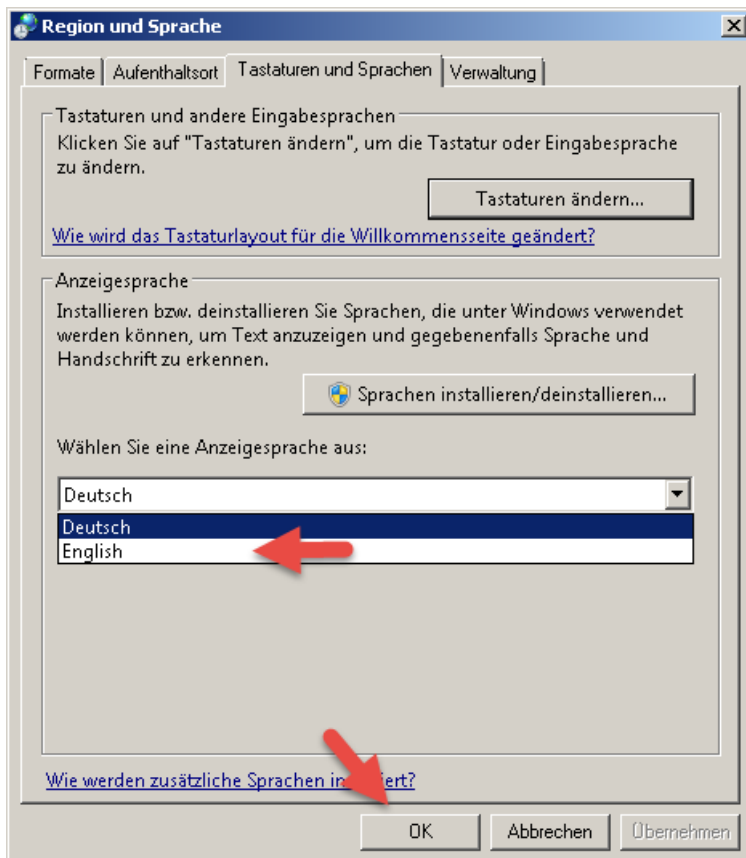 Region und Sprache
Formate Aufenthaltsort Tastaturen und Sprachen Verwaltung
Tastaturen und andere Eingabesprachen
Klicken Sie auf "Tastaturen ändern", um die Tastatur oder Eingabesprache
zu ändern.
Tastaturen ändern...
Wie wird das Tastaturlayout für die Willkommensseite geändert?
Anzeigesprache
Installieren bzw. deinstallieren Sie Sprachen, die unter Windows verwendet
werden können, um Text anzuzeigen und gegebenenfalls Sprache und
Handschrift zu erkennen.
Sprachen installieren/deinstallieren...
Wählen Sie eine Anzeigesprache aus:
Deutsch
Deutsch
English
Wie werden zusätzliche Sprachen
OK Abbrechen Übernehmen